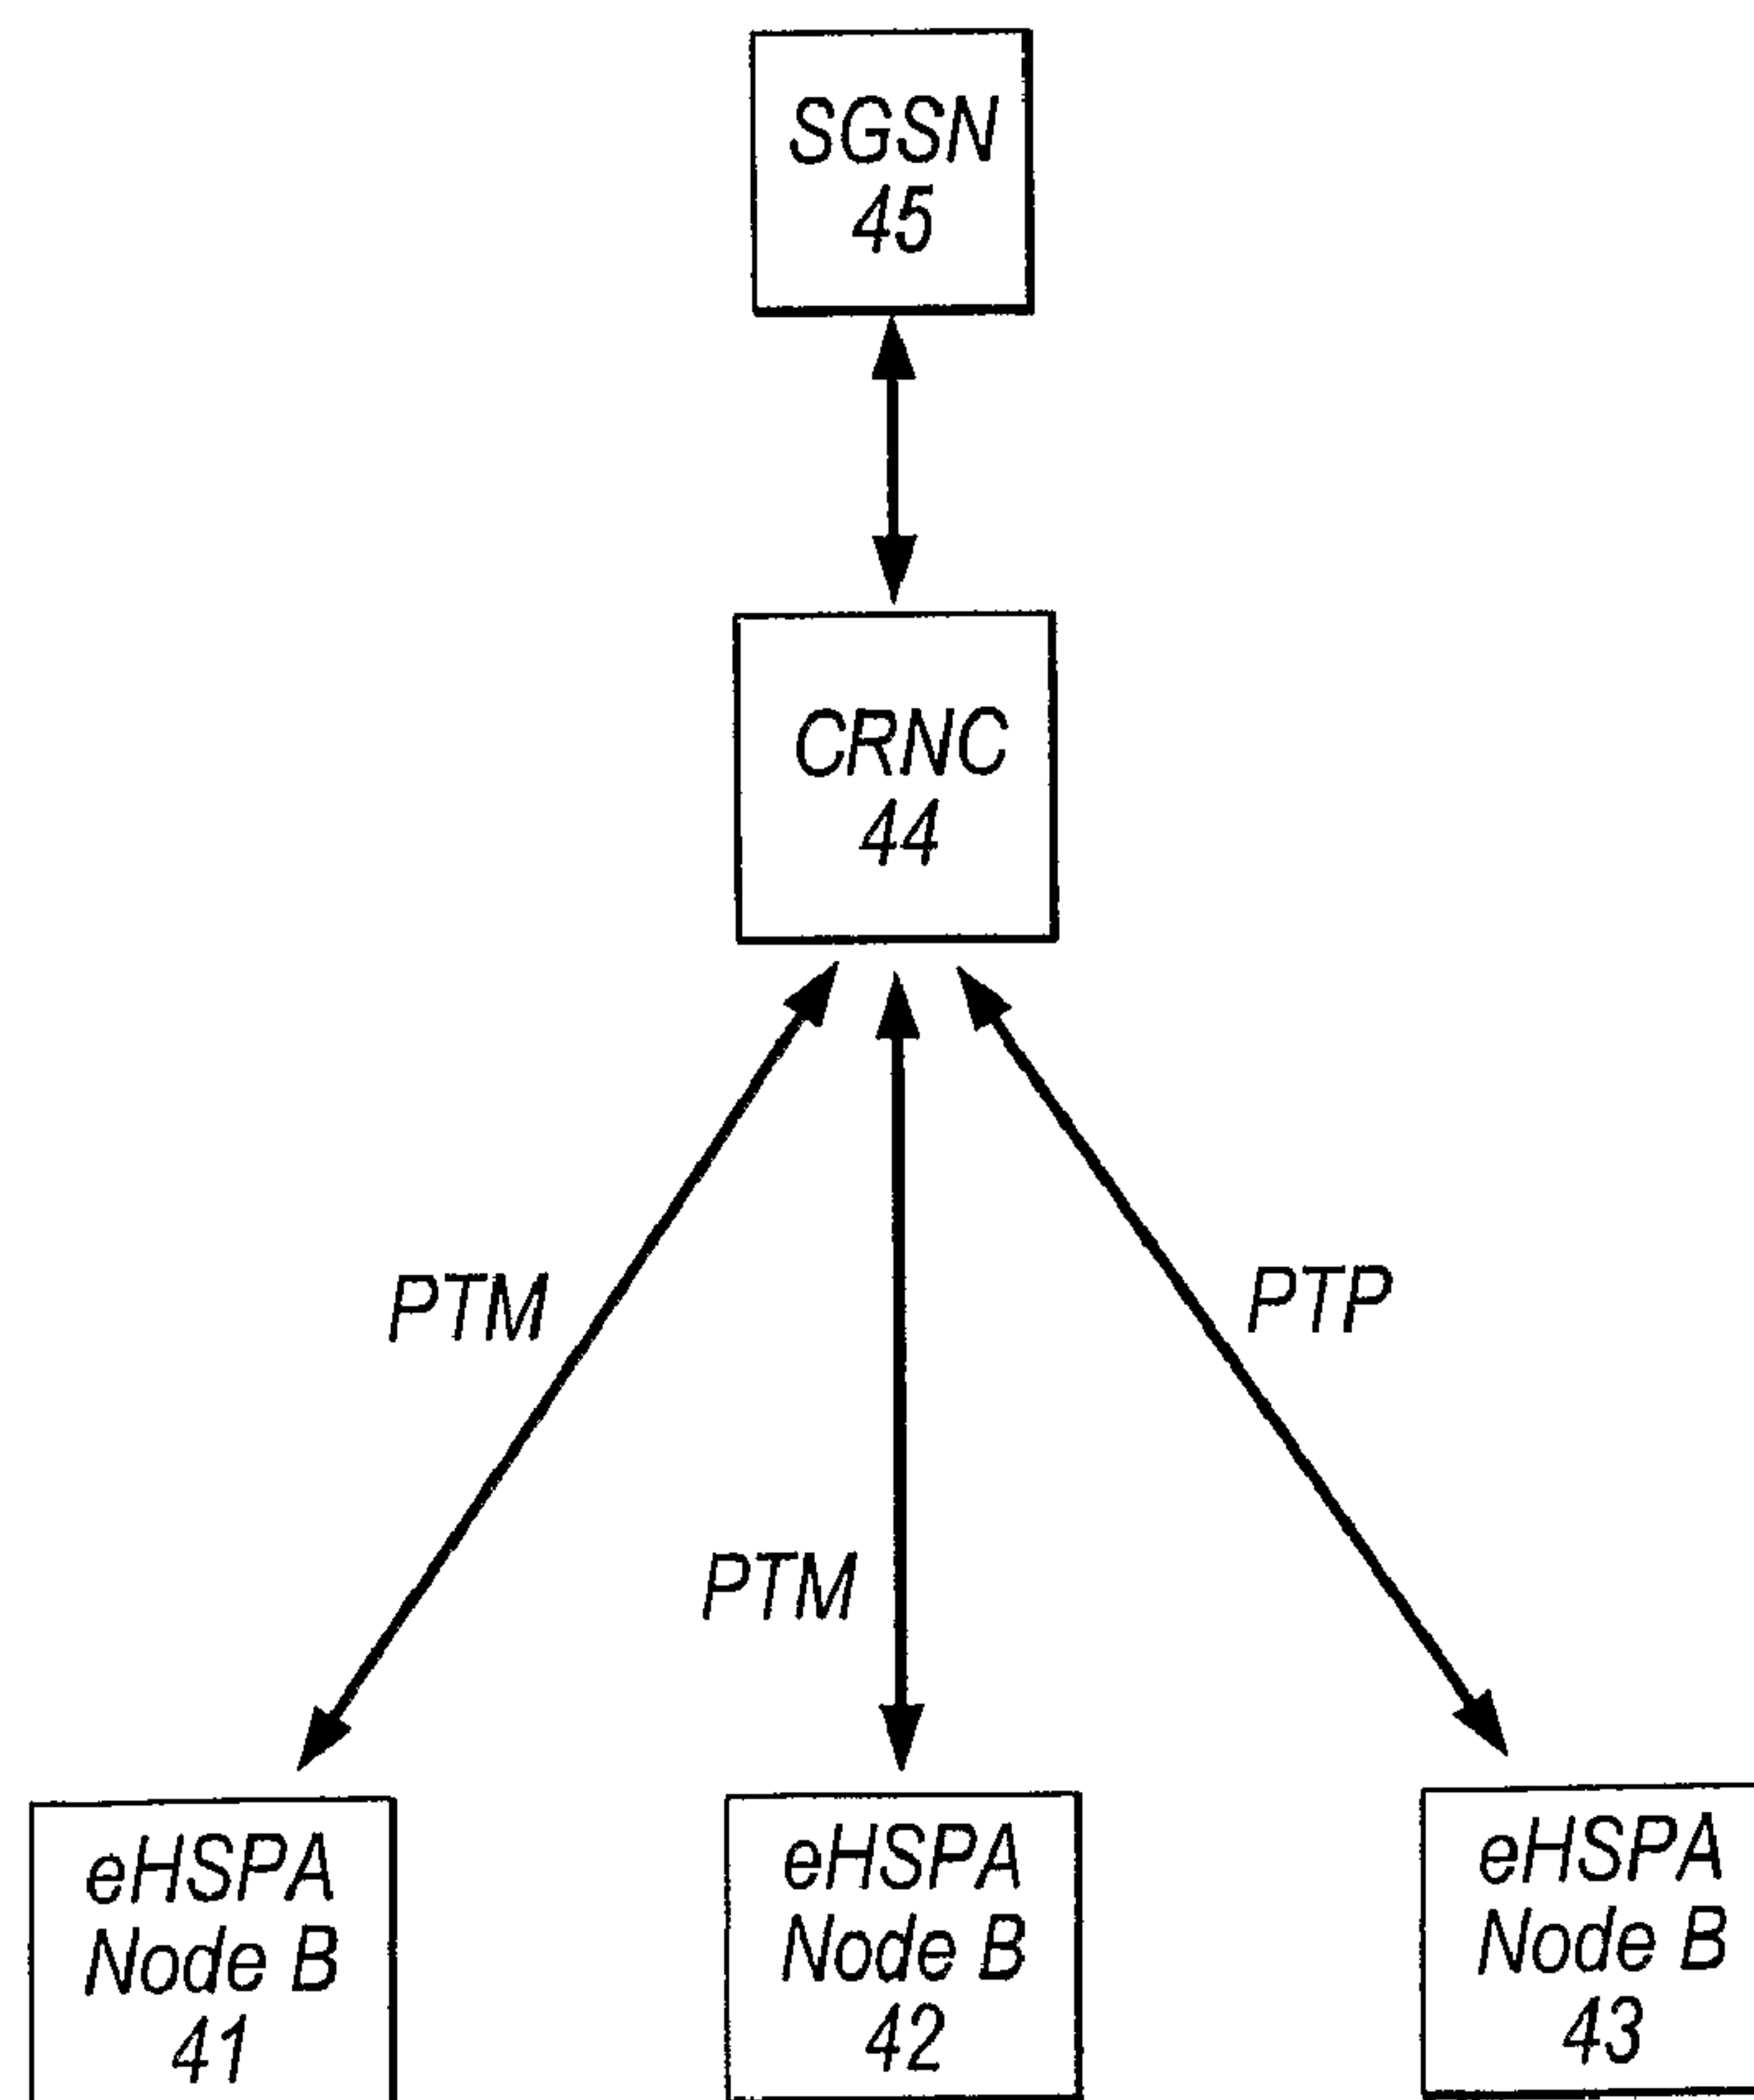 SGSN
45
CRNC
44
PTM
PTP
PTM
eHSPA
Node B
41
eHSPA
Node B
42
eHSPA
Node B
43